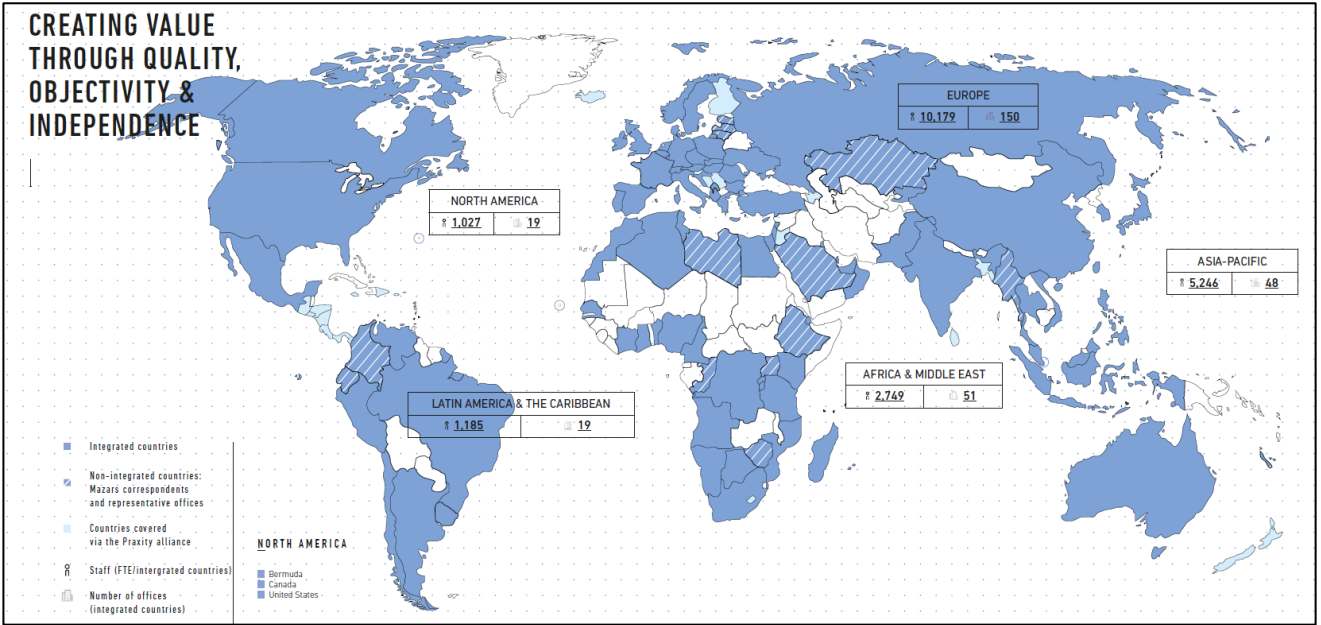 CREATING VALUE
THROUGH QUALITY,
OBJECTIVITY &
INDEPENDENCE
EUROPE
10,179 150
NORTH AMERICA
1,027 19
ASIA-PACIFIC
5,246 48
AFRICA & MIDDLE EAST
2,749 51
LATIN AMERICA & THE CARIBBEAN
1,185 19
Integrated countries
Non-integrated countries:
Mazars correspondents
and representative offices
Countries covered
via the Praxity alliance
Staff (FTE/intergrated countries)
Number of offices
(integrated countries)
NORTH AMERICA
Bermuda
Canada
United States